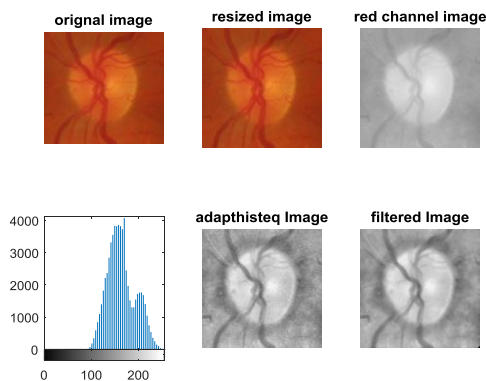 orignal image
resized image
red channel image
4000
3000
2000
1000
0
0 100 200
adapthisteq Image
filtered Image